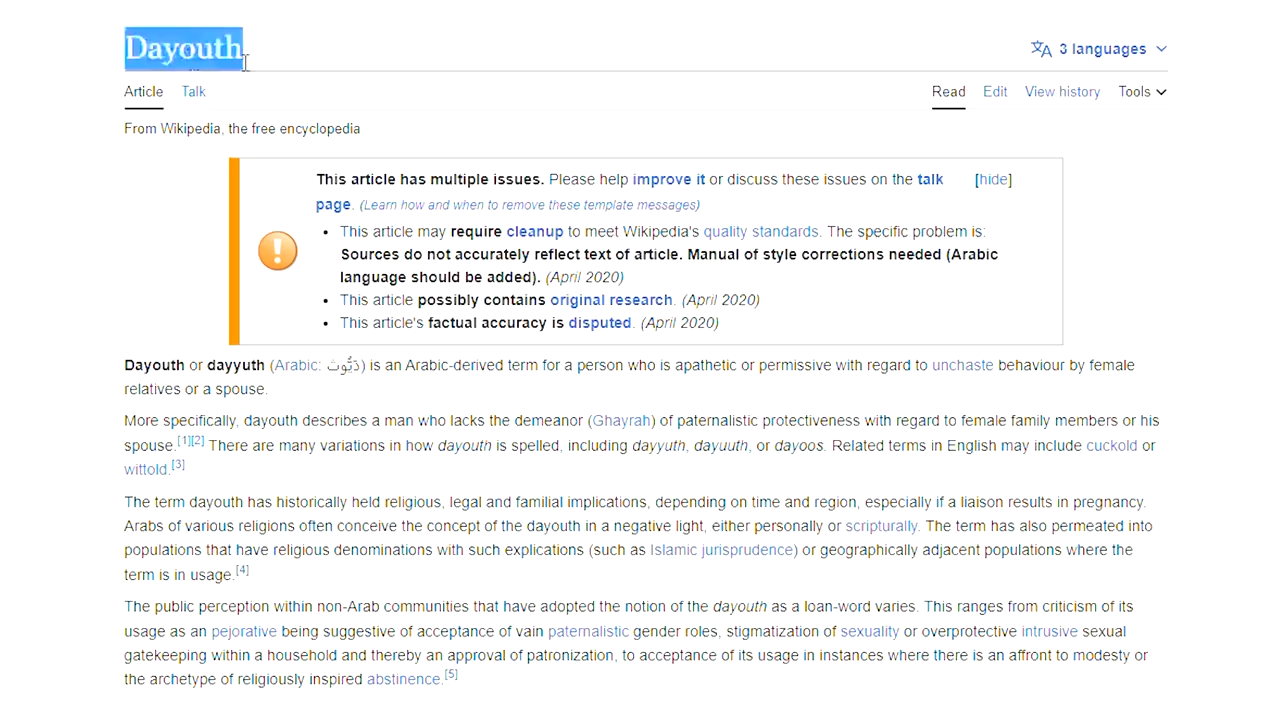 Dayouth
3 languages
Article Talk
Read Edit View history Tools
From Wikipedia, the free encyclopedia
This article has multiple issues. Please help improve it or discuss these issues on the talk [hide]
page. (Learn how and when to remove these template messages)
• This article may require cleanup to meet Wikipedia's quality standards. The specific problem is:
Sources do not accurately reflect text of article. Manual of style corrections needed (Arabic
language should be added). (April 2020)
• This article possibly contains original research. (April 2020)
• This article's factual accuracy is disputed. (April 2020)
Dayouth or dayyuth (Arabic: دَيُّوث) is an Arabic-derived term for a person who is apathetic or permissive with regard to unchaste behaviour by female
relatives or a spouse.
More specifically, dayouth describes a man who lacks the demeanor (Ghayrah) of paternalistic protectiveness with regard to female family members or his
spouse.[1][2] There are many variations in how dayouth is spelled, including dayyuth, dayuuth, or dayoos. Related terms in English may include cuckold or
wittold.[3]
The term dayouth has historically held religious, legal and familial implications, depending on time and region, especially if a liaison results in pregnancy.
Arabs of various religions often conceive the concept of the dayouth in a negative light, either personally or scripturally. The term has also permeated into
populations that have religious denominations with such explications (such as Islamic jurisprudence) or geographically adjacent populations where the
term is in usage.[4]
The public perception within non-Arab communities that have adopted the notion of the dayouth as a loan-word varies. This ranges from criticism of its
usage as an pejorative being suggestive of acceptance of vain paternalistic gender roles, stigmatization of sexuality or overprotective intrusive sexual
gatekeeping within a household and thereby an approval of patronization, to acceptance of its usage in instances where there is an affront to modesty or
the archetype of religiously inspired abstinence.[5]